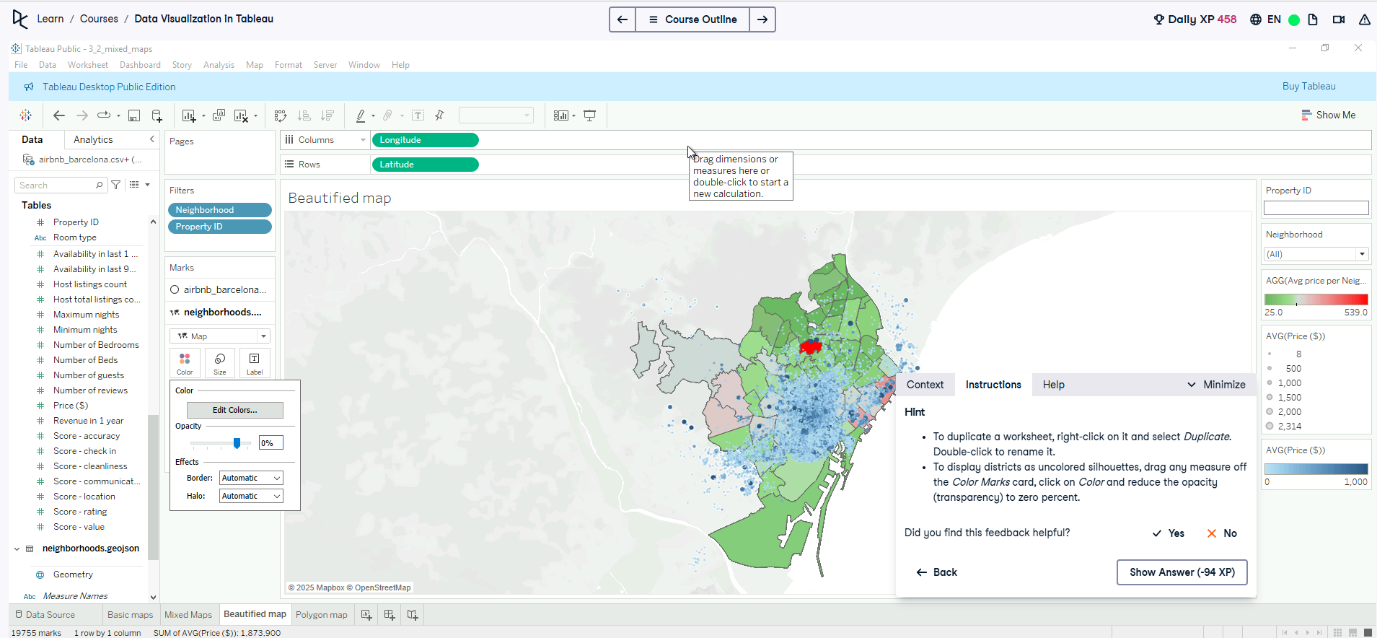 Learn / Courses / Data Visualization in Tableau
Course Outline
Daily XP 458
EN
Tableau Public - 3_2_mixed_maps
File Data Worksheet Dashboard Story Analysis Map Format Server Window Help
Tableau Desktop Public Edition
Buy Tableau
Show Me
Data
Analytics
airbnb_barcelona.csv+ (...
Search
Tables
Property ID
Abc Room type
Availability in last 1 ...
Availability in last 9...
Host listings count
Host total listings co...
Maximum nights
Minimum nights
Number of Bedrooms
Number of Beds
Number of guests
Number of reviews
Price ($)
Revenue in 1 year
Score - accuracy
Score - check in
Score - cleanliness
Score - communicat...
Score - location
Score - rating
Score - value
neighborhoods.geojson
Geometry
Abc Measure Names
Pages
Filters
Neighborhood
Property ID
Marks
airbnb_barcelona...
neighborhoods....
Map
Color
Size
Label
Color
Edit Colors...
Opacity
0%
Effects
Border: Automatic
Halo: Automatic
Columns
Longitude
Rows
Latitude
Drag dimensions or
measures here or
double-click to start a
new calculation.
Beautified map
© 2025 Mapbox © OpenStreetMap
Property ID
Neighborhood
(All)
AGG(Avg price per Neig...
25.0 539.0
AVG(Price ($))
8
500
1,000
1,500
2,000
2,314
AVG(Price ($))
0 1,000
Context
Instructions
Help
Minimize
Hint
• To duplicate a worksheet, right-click on it and select Duplicate.
Double-click to rename it.
• To display districts as uncolored silhouettes, drag any measure off
the Color Marks card, click on Color and reduce the opacity
(transparency) to zero percent.
Did you find this feedback helpful?
Yes
No
Back
Show Answer (-94 XP)
Data Source
Basic maps
Mixed Maps
Beautified map
Polygon map
19755 marks 1 row by 1 column SUM of AVG(Price ($)): 1,873,900